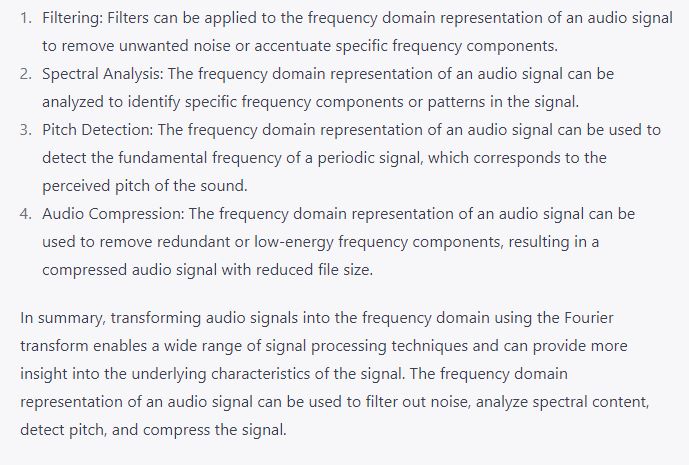 1. Filtering: Filters can be applied to the frequency domain representation of an audio signal
to remove unwanted noise or accentuate specific frequency components.
2. Spectral Analysis: The frequency domain representation of an audio signal can be
analyzed to identify specific frequency components or patterns in the signal.
3. Pitch Detection: The frequency domain representation of an audio signal can be used to
detect the fundamental frequency of a periodic signal, which corresponds to the
perceived pitch of the sound.
4. Audio Compression: The frequency domain representation of an audio signal can be
used to remove redundant or low-energy frequency components, resulting in a
compressed audio signal with reduced file size.
In summary, transforming audio signals into the frequency domain using the Fourier
transform enables a wide range of signal processing techniques and can provide more
insight into the underlying characteristics of the signal. The frequency domain
representation of an audio signal can be used to filter out noise, analyze spectral content,
detect pitch, and compress the signal.